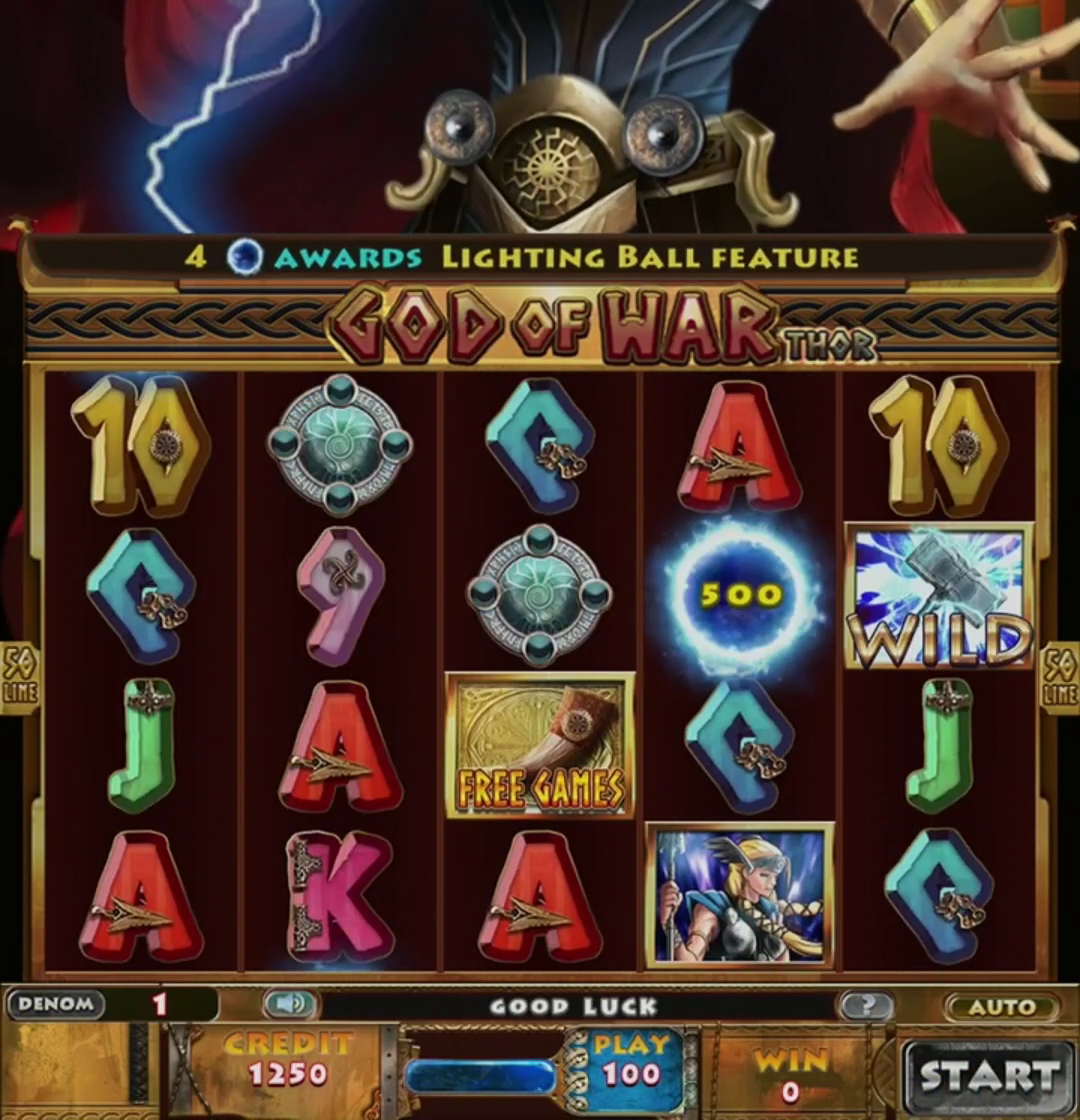 4 AWARDS LIGHTING BALL FEATURE
GOD OF WAR
THOR
10 Q A 10
Q 9 500 WILD
50 LINE
50 LINE
J A FREE GAMES Q J
A K A Q
DENOM 1 GOOD LUCK ? AUTO
CREDIT PLAY WIN START
1250 100 0